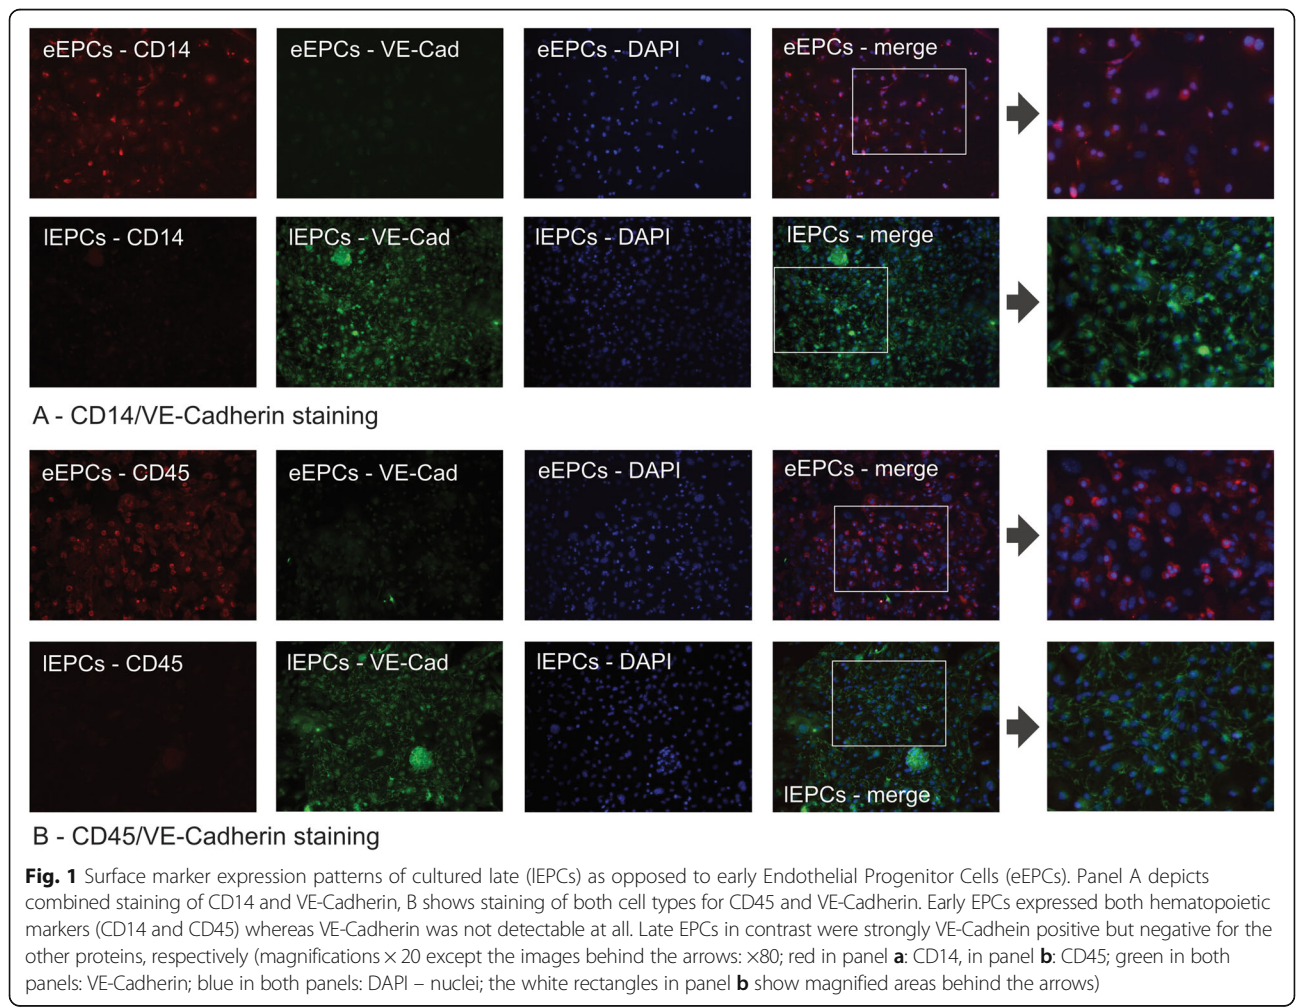 eEPCs - CD14
eEPCs - VE-Cad
eEPCs - DAPI
eEPCs - merge
lEPCs - CD14
lEPCs - VE-Cad
lEPCs - DAPI
lEPCs - merge
A - CD14/VE-Cadherin staining
eEPCs - CD45
eEPCs - VE-Cad
eEPCs - DAPI
eEPCs - merge
lEPCs - CD45
lEPCs - VE-Cad
lEPCs - DAPI
lEPCs - merge
B - CD45/VE-Cadherin staining
Fig. 1 Surface marker expression patterns of cultured late (lEPCs) as opposed to early Endothelial Progenitor Cells (eEPCs). Panel A depicts
combined staining of CD14 and VE-Cadherin, B shows staining of both cell types for CD45 and VE-Cadherin. Early EPCs expressed both hematopoietic
markers (CD14 and CD45) whereas VE-Cadherin was not detectable at all. Late EPCs in contrast were strongly VE-Cadhein positive but negative for the
other proteins, respectively (magnifications × 20 except the images behind the arrows: ×80; red in panel a: CD14, in panel b: CD45; green in both
panels: VE-Cadherin; blue in both panels: DAPI – nuclei; the white rectangles in panel b show magnified areas behind the arrows)